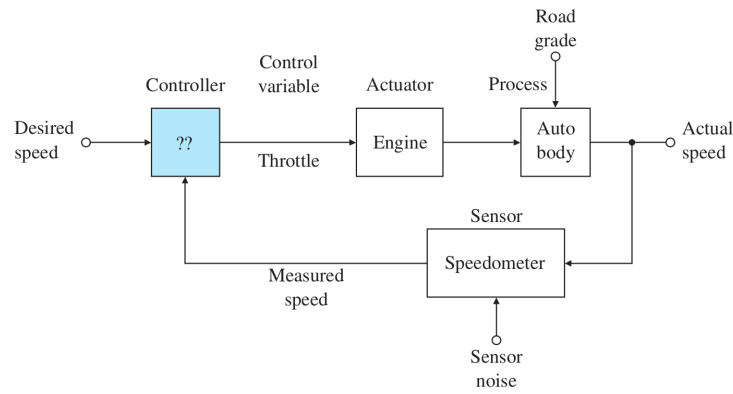 Road
grade
Control
variable
Controller
Actuator
Process
Desired
speed
??
Throttle
Engine
Auto
body
Actual
speed
Sensor
Speedometer
Measured
speed
Sensor
noise